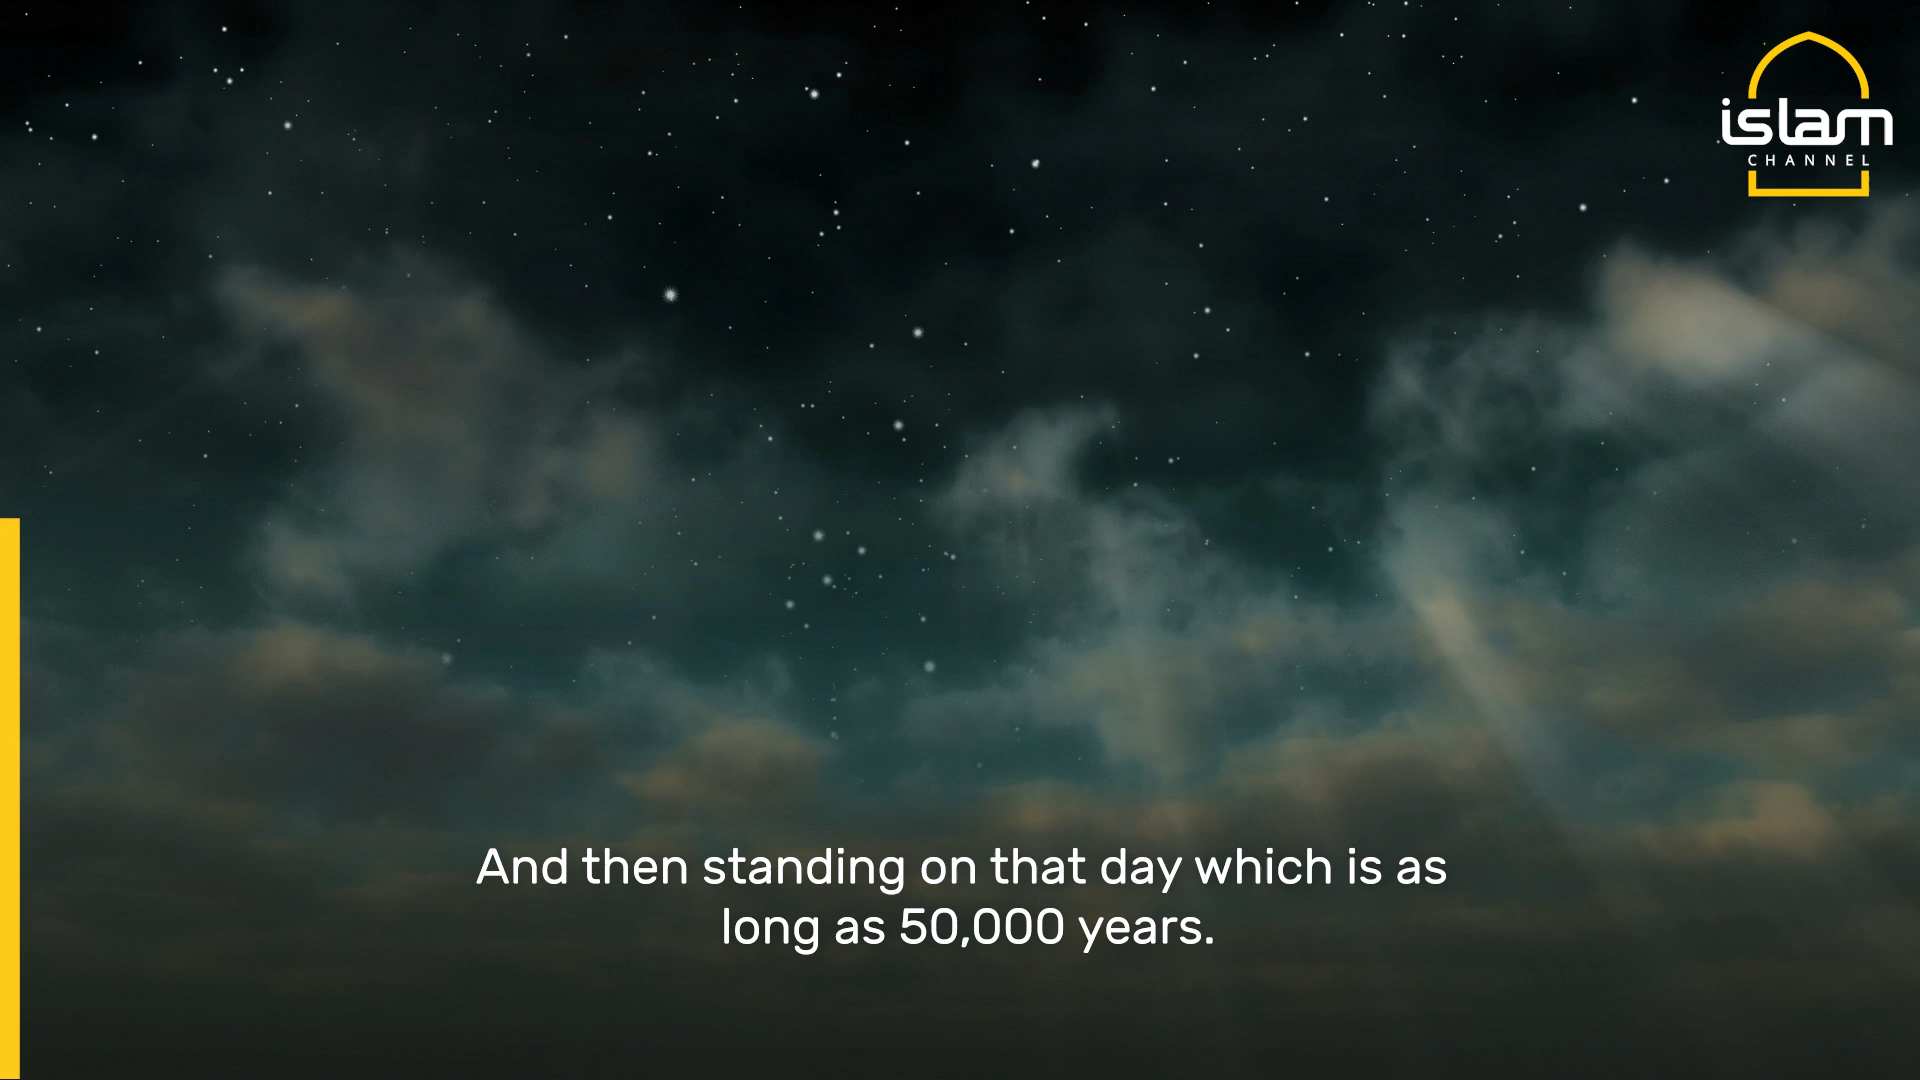 islam
CHANNEL
And then standing on that day which is as
long as 50,000 years.